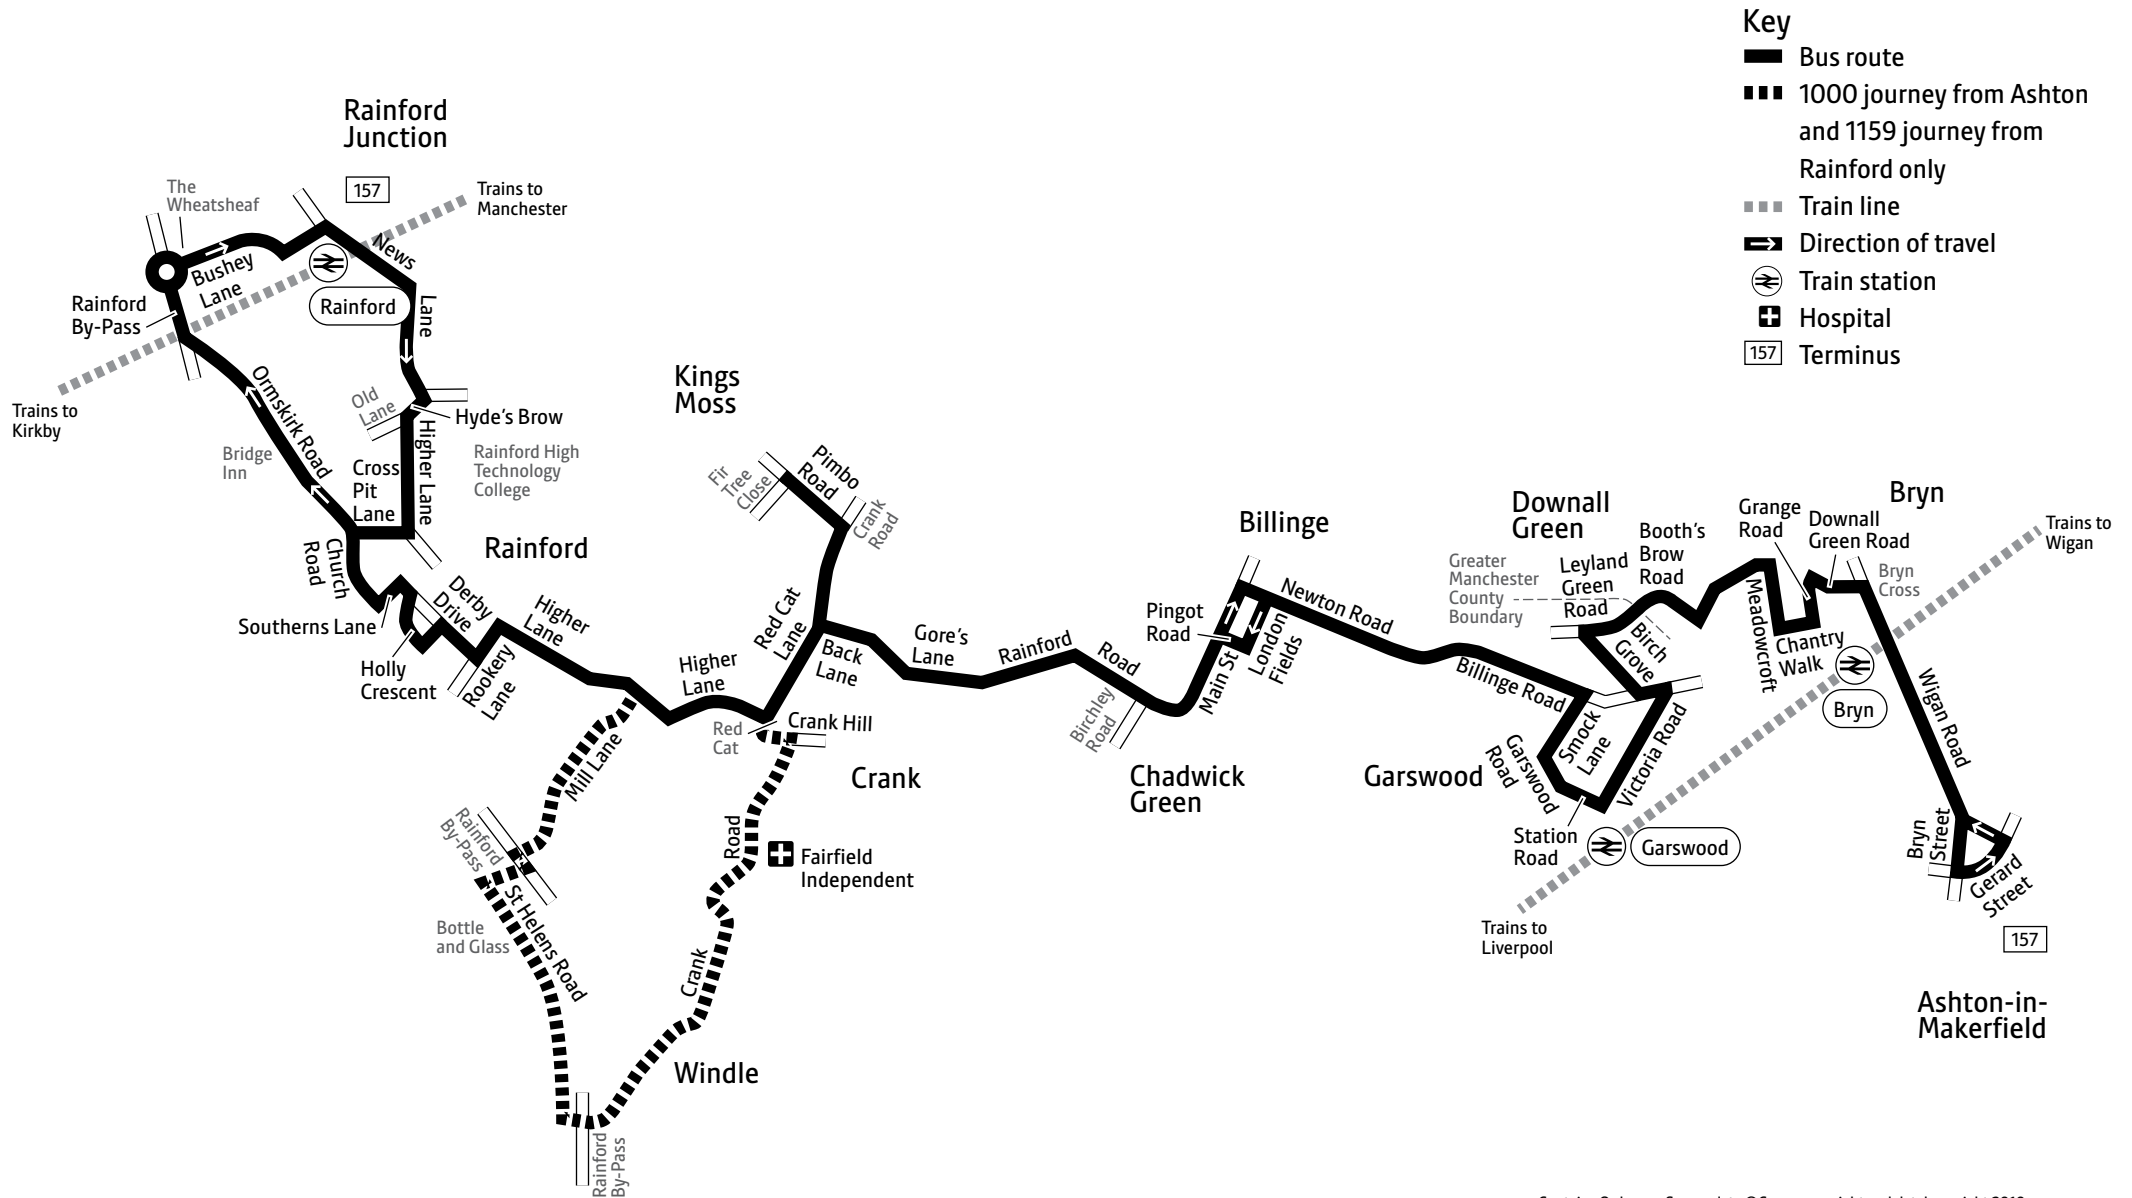 Key
Bus route
1000 journey from Ashton
and 1159 journey from
Rainford only
Train line
Direction of travel
Train station
Hospital
157 Terminus
Rainford
Junction
157
The
Wheatsheaf
Trains to
Manchester
News
Lane
Bushey
Lane
Rainford
By-Pass
Rainford
Trains to
Kirkby
Ormskirk Road
Old
Lane
Hyde's Brow
Bridge
Inn
Cross
Pit
Lane
Higher Lane
Rainford High
Technology
College
Church
Road
Rainford
Southerns Lane
Derby
Drive
Holly
Crescent
Rookery
Lane
Higher
Lane
Kings
Moss
Fir
Tree
Close
Pimbo
Road
Crank
Road
Red Cat
Lane
Higher
Lane
Back
Lane
Gore's
Lane
Rainford
Road
Red
Cat
Crank Hill
Crank
Mill Lane
Rainford
By-Pass
St Helens Road
Bottle
and Glass
Road
Crank
Fairfield
Independent
Windle
Rainford
By-Pass
Birchley
Road
Chadwick
Green
Billinge
Pingot
Road
Main St
London
Fields
Newton Road
Billinge Road
Garswood
Garswood
Road
Smock
Lane
Victoria Road
Station
Road
Garswood
Trains to
Liverpool
Downall
Green
Greater
Manchester
County
Boundary
Leyland
Green
Road
Birch
Grove
Booth's
Brow
Road
Grange
Road
Downall
Green Road
Meadowcroft
Chantry
Walk
Bryn
Bryn
Cross
Trains to
Wigan
Bryn
Wigan Road
Bryn
Street
Gerard
Street
157
Ashton-in-
Makerfield